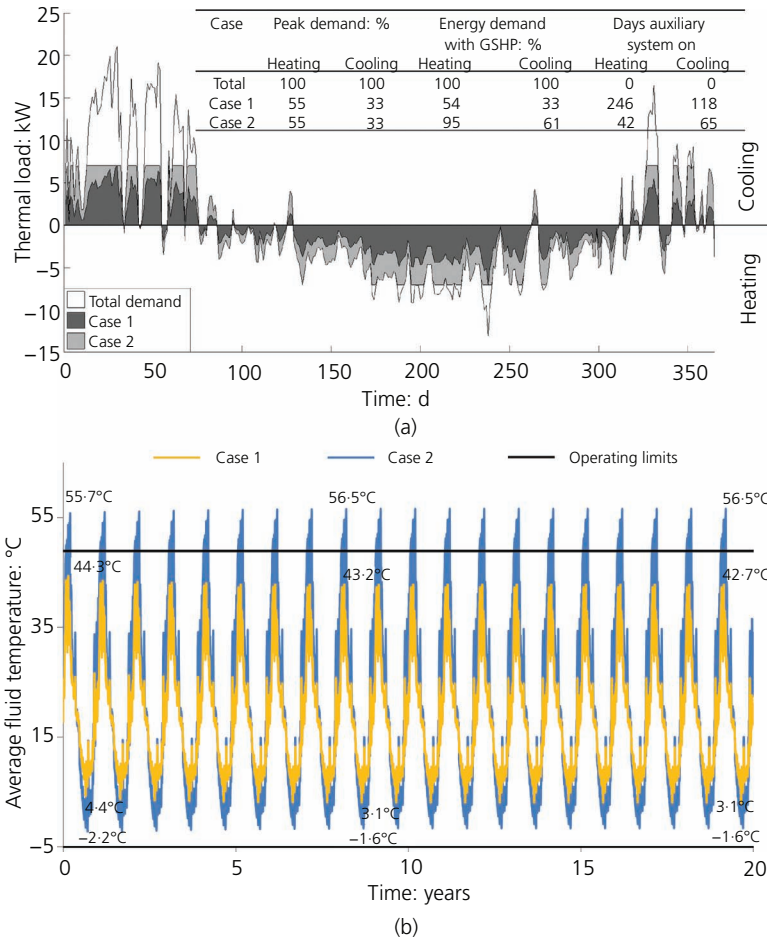 Case Peak demand: % Energy demand with GSHP: % Days auxiliary system on
Heating Cooling Heating Cooling Heating Cooling
Total 100 100 100 100 0 0
Case 1 55 33 54 33 246 118
Case 2 55 33 95 61 42 65
Thermal load: kW
25
20
15
10
5
0
−5
−10
−15
Cooling
Heating
Total demand
Case 1
Case 2
0 50 100 150 200 250 300 350
Time: d
(a)
Case 1 Case 2 Operating limits
Average fluid temperature: °C
55
35
15
−5
55·7°C 56·5°C 56·5°C
44·3°C 43·2°C 42·7°C
4·4°C 3·1°C 3·1°C
−2·2°C −1·6°C −1·6°C
0 5 10 15 20
Time: years
(b)